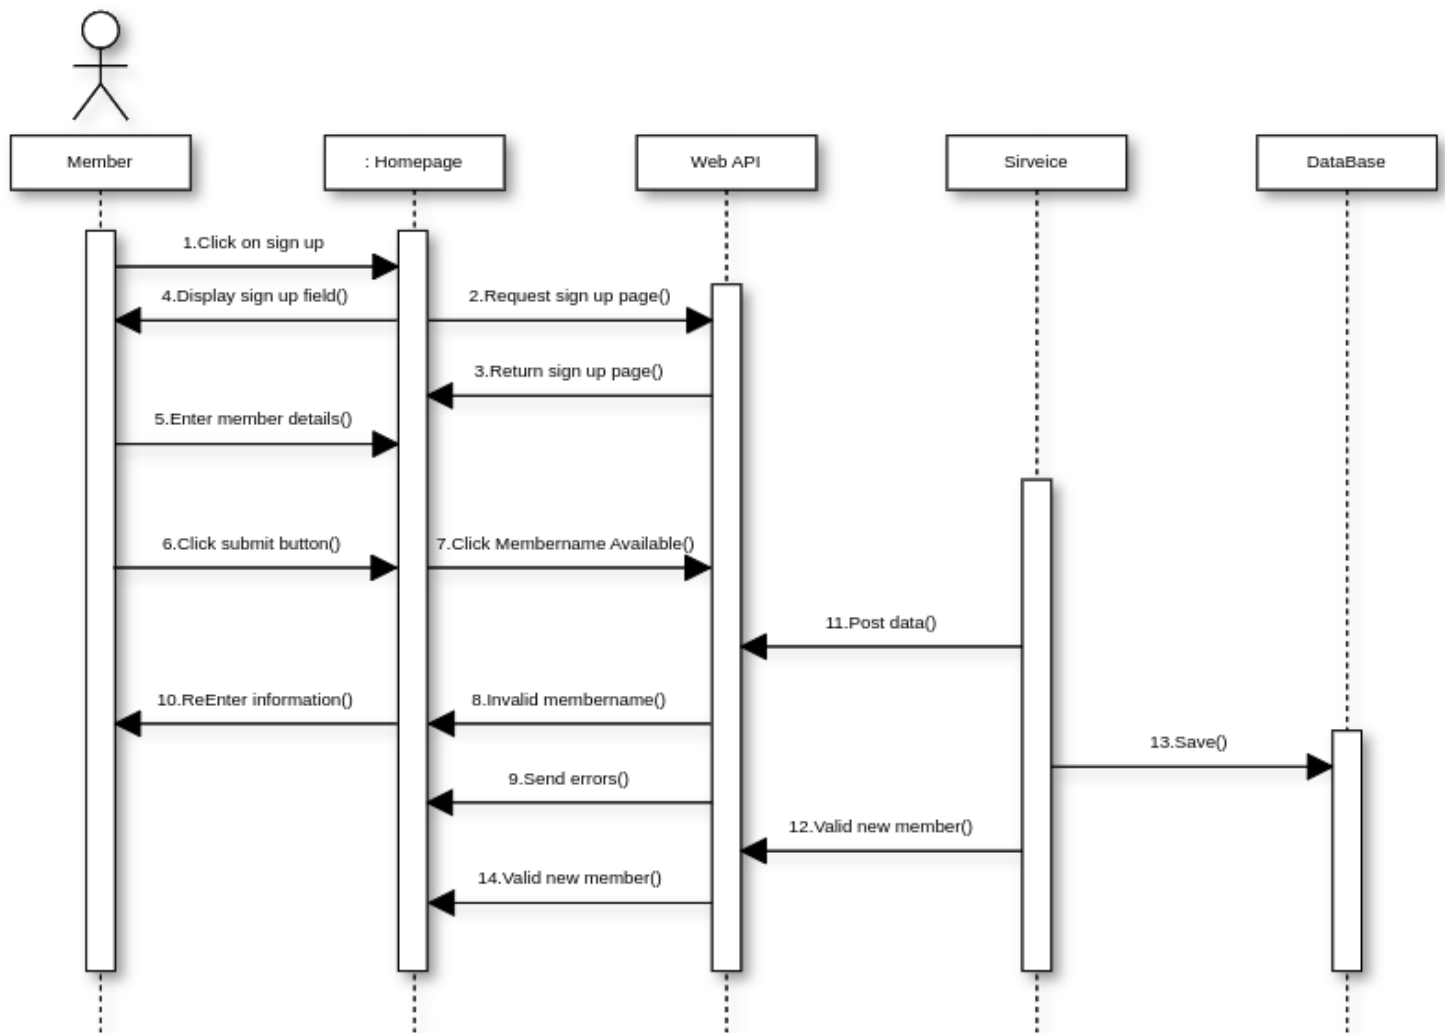 Member
: Homepage
Web API
Sirveice
DataBase
1.Click on sign up
4.Display sign up field()
2.Request sign up page()
3.Return sign up page()
5.Enter member details()
6.Click submit button()
7.Click Membername Available()
11.Post data()
10.ReEnter information()
8.Invalid membername()
13.Save()
9.Send errors()
12.Valid new member()
14.Valid new member()